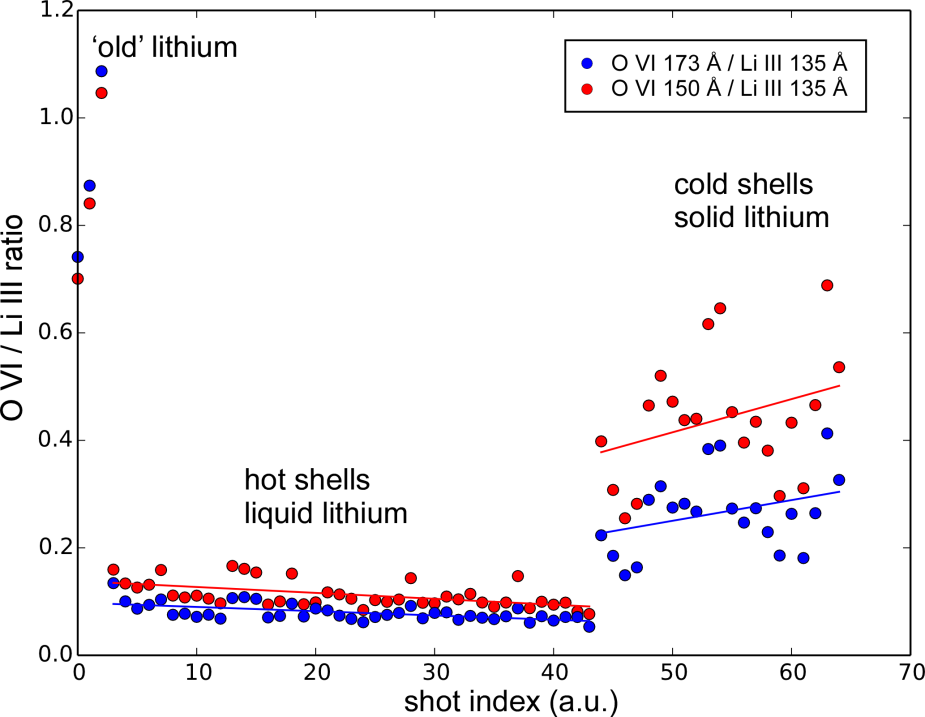 1.2
1.0
0.8
0.6
0.4
0.2
0.0
O VI / Li III ratio
‘old’ lithium
O VI 173 Å / Li III 135 Å
O VI 150 Å / Li III 135 Å
cold shells
solid lithium
hot shells
liquid lithium
0 10 20 30 40 50 60 70
shot index (a.u.)